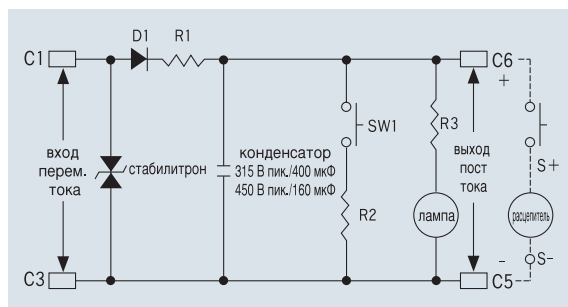 D1
R1
C1
C6
+
вход
перем.
тока
стабилитрон
конденсатор
315 В пик./400 мкФ
450 В пик./160 мкФ
SW1
R2
R3
лампа
выход
пост
тока
S+
расцепитель
-
S-
C3
C5